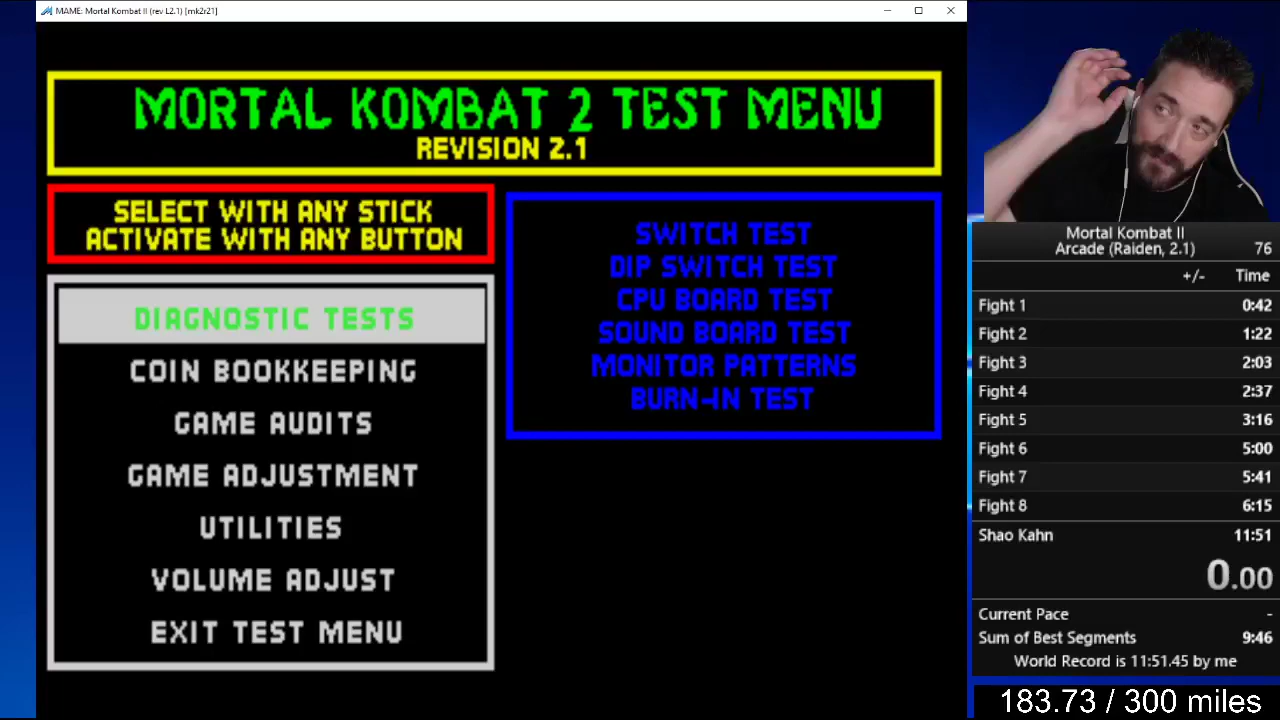 MAME: Mortal Kombat II (rev L2.1) [mk2r21]
MORTAL KOMBAT 2 TEST MENU
REVISION 2.1
SELECT WITH ANY STICK
ACTIVATE WITH ANY BUTTON
DIAGNOSTIC TESTS
COIN BOOKKEEPING
GAME AUDITS
GAME ADJUSTMENT
UTILITIES
VOLUME ADJUST
EXIT TEST MENU
SWITCH TEST
DIP SWITCH TEST
CPU BOARD TEST
SOUND BOARD TEST
MONITOR PATTERNS
BURN-IN TEST
Mortal Kombat II
Arcade (Raiden, 2.1) 76
+/- Time
Fight 1 0:42
Fight 2 1:22
Fight 3 2:03
Fight 4 2:37
Fight 5 3:16
Fight 6 5:00
Fight 7 5:41
Fight 8 6:15
Shao Kahn 11:51
0.00
Current Pace -
Sum of Best Segments 9:46
World Record is 11:51.45 by me
183.73 / 300 miles